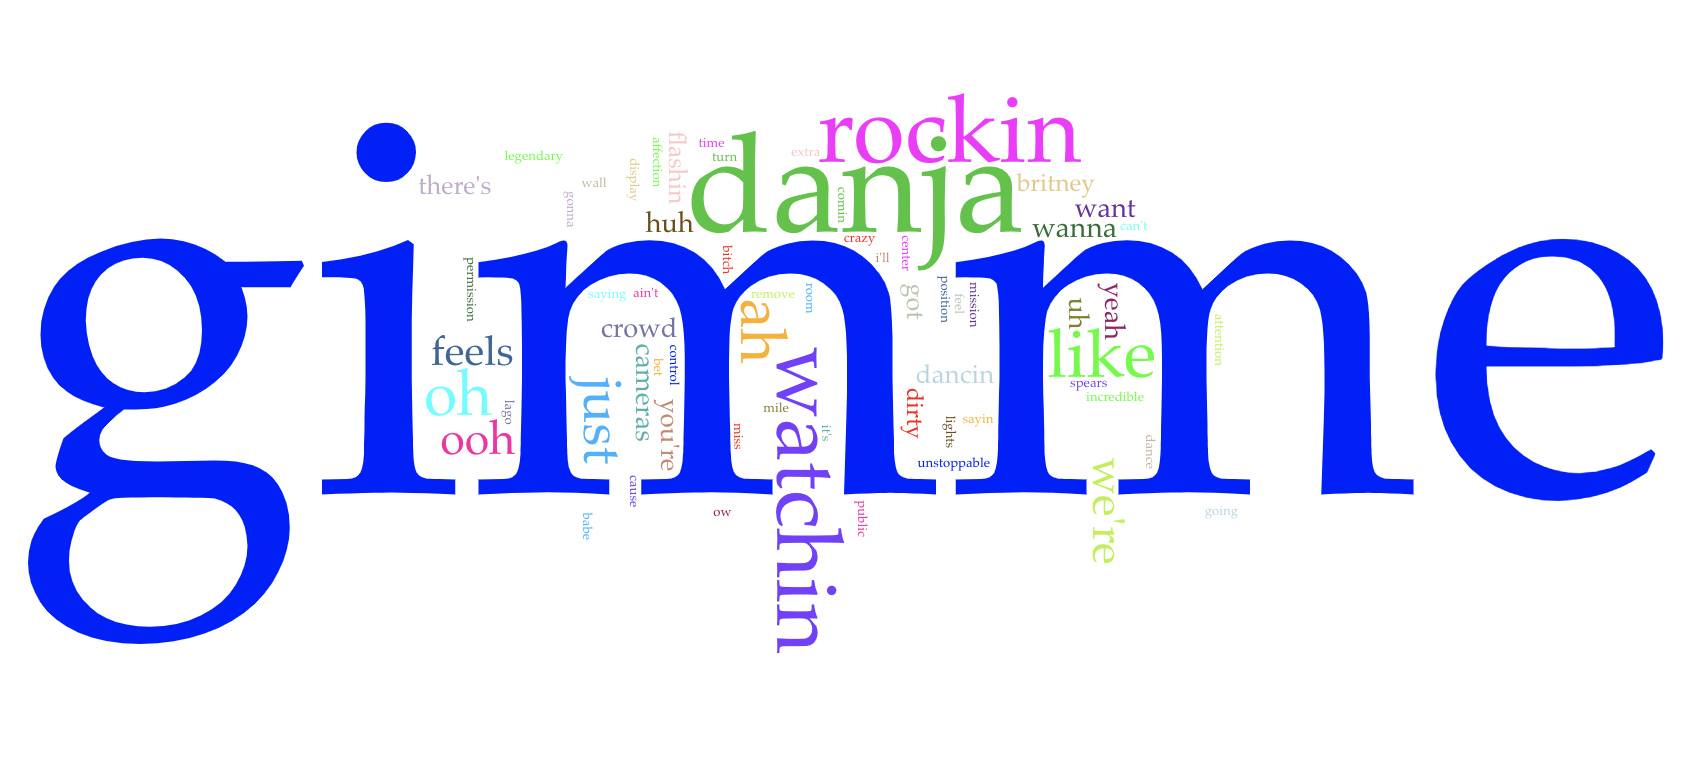 rockin
danja
legendary
there's
gonna
wall
display
affection
flashin
time
turn
extra
comin
britney
want
wanna
can't
huh
bitch
crazy
i'll
center
gimme
permission
saying
ain't
remove
room
got
position
feel
mission
uh
yeah
attention
crowd
ah
feels
cameras
bet
control
watchin
like
oh
lago
ooh
just
you're
miss
mile
it's
dancin
dirty
lights
sayin
spears
incredible
unstoppable
dance
we're
cause
babe
ow
public
going